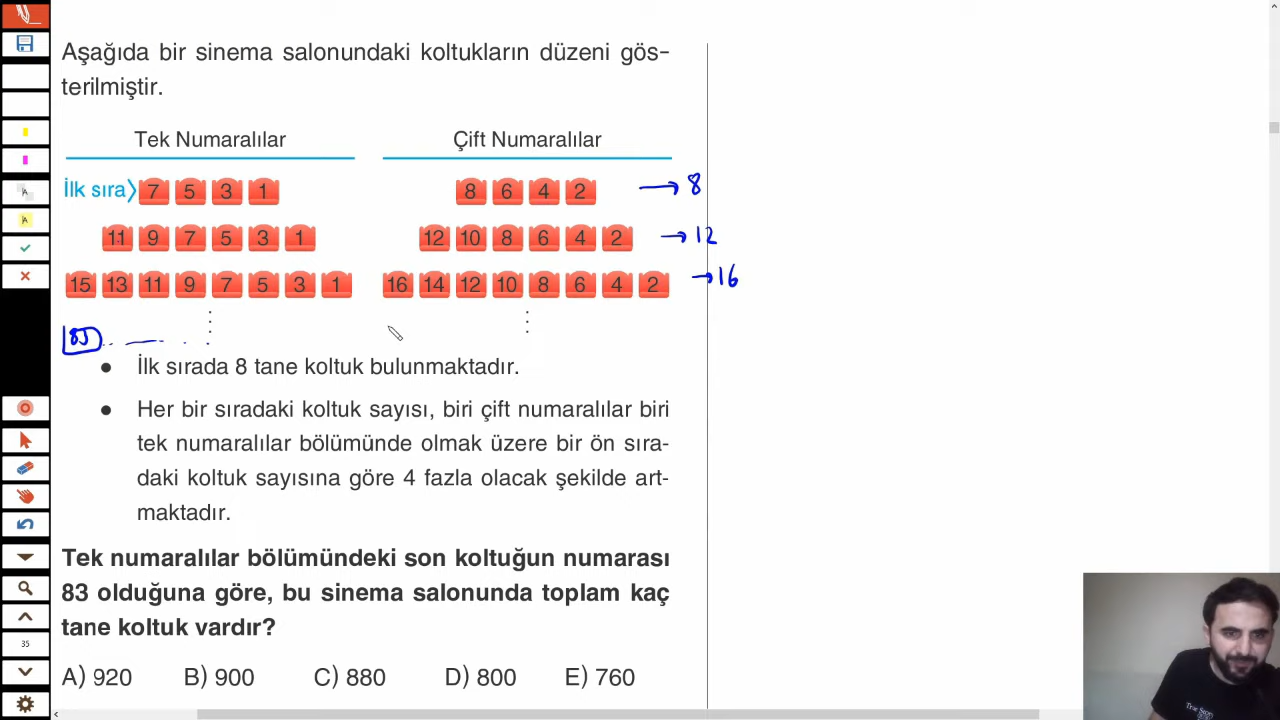 Aşağıda bir sinema salonundaki koltukların düzeni gös-
terilmiştir.
Tek Numaralılar Çift Numaralılar
İlk sıra 7 5 3 1 8 6 4 2 → 8
11 9 7 5 3 1 12 10 8 6 4 2 → 12
15 13 11 9 7 5 3 1 16 14 12 10 8 6 4 2 → 16
83
• İlk sırada 8 tane koltuk bulunmaktadır.
• Her bir sıradaki koltuk sayısı, biri çift numaralılar biri
tek numaralılar bölümünde olmak üzere bir ön sıra-
daki koltuk sayısına göre 4 fazla olacak şekilde art-
maktadır.
Tek numaralılar bölümündeki son koltuğun numarası
83 olduğuna göre, bu sinema salonunda toplam kaç
tane koltuk vardır?
A) 920 B) 900 C) 880 D) 800 E) 760
35